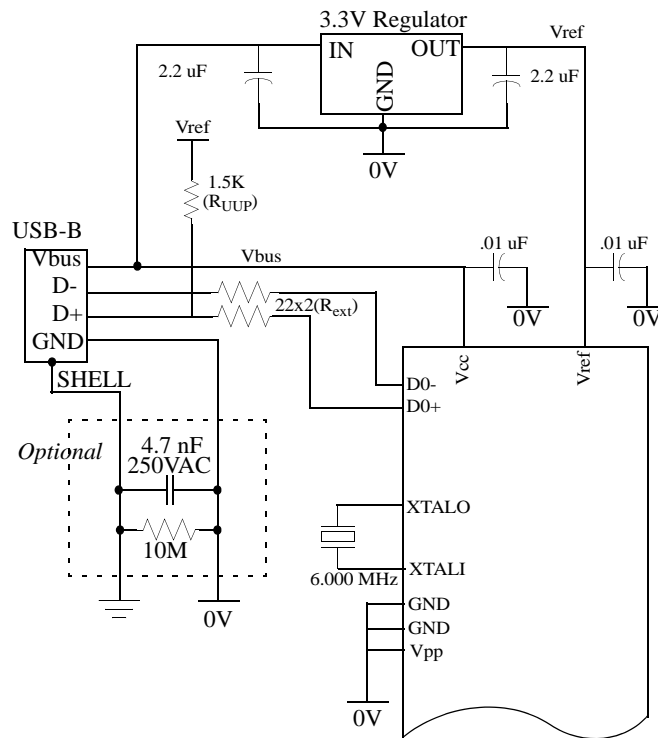 3.3V Regulator
IN
OUT
GND
Vref
2.2 uF
2.2 uF
0V
Vref
1.5K
(RUUP)
USB-B
Vbus
D-
D+
GND
Vbus
.01 uF
.01 uF
0V
0V
22x2(Rext)
SHELL
Vcc
Vref
D0-
D0+
Optional
4.7 nF
250VAC
10M
0V
XTALO
6.000 MHz
XTALI
GND
GND
Vpp
0V